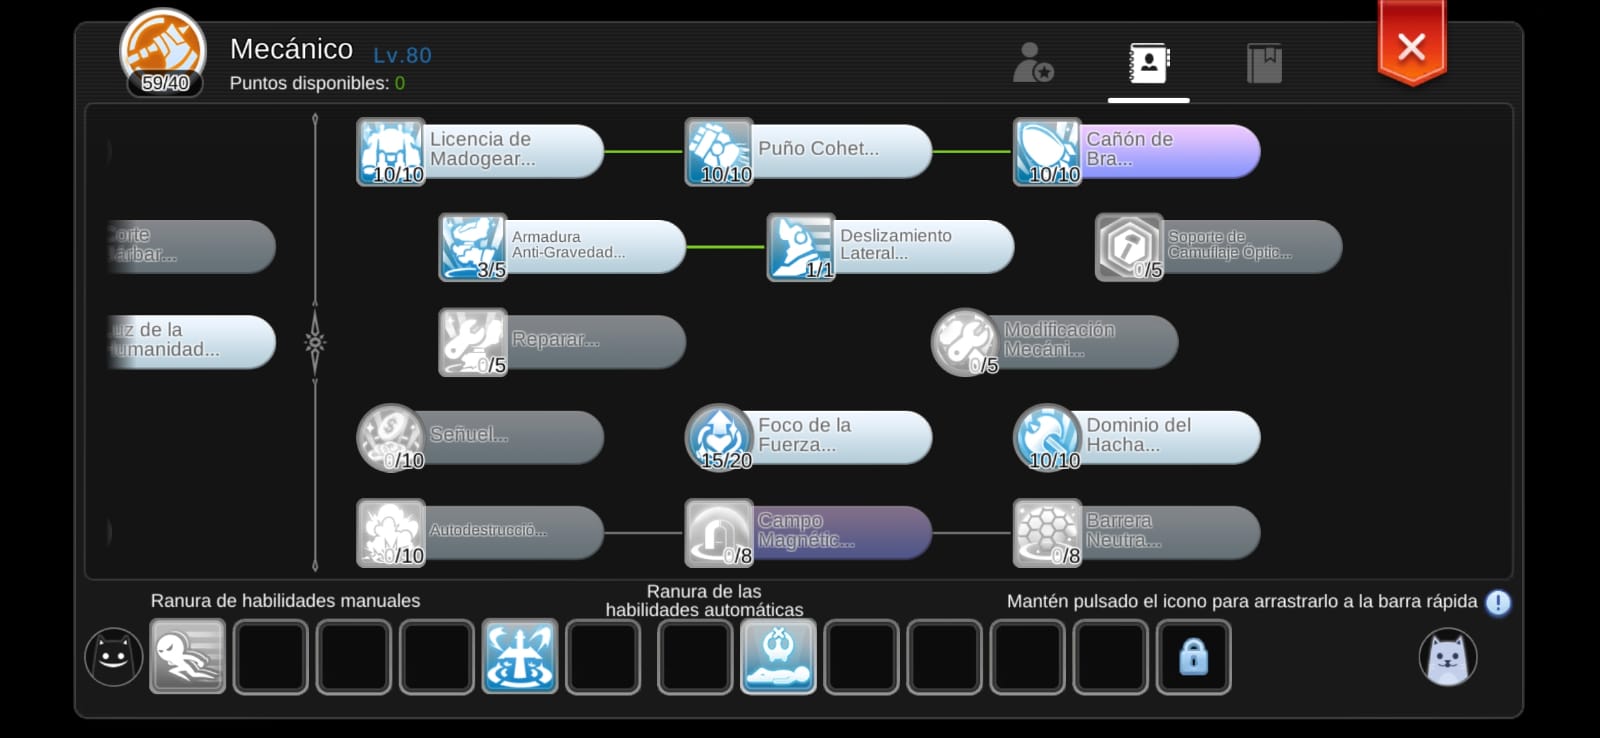 Mecánico Lv.80
59/40
Puntos disponibles: 0
Licencia de
Madogear...
10/10
Puño Cohet...
10/10
Cañón de
Bra...
10/10
Armadura
Anti-Gravedad...
3/5
Deslizamiento
Lateral...
1/1
Soporte de
Camuflaje Óptic...
0/5
Reparar...
0/5
Modificación
Mecáni...
0/5
uz de la
umanidad...
Señuel...
0/10
Foco de la
Fuerza...
15/20
Dominio del
Hacha...
10/10
Autodestrucció...
0/10
Campo
Magnétic...
0/8
Barrera
Neutra...
0/8
Ranura de habilidades manuales
Ranura de las
habilidades automáticas
Mantén pulsado el icono para arrastrarlo a la barra rápida